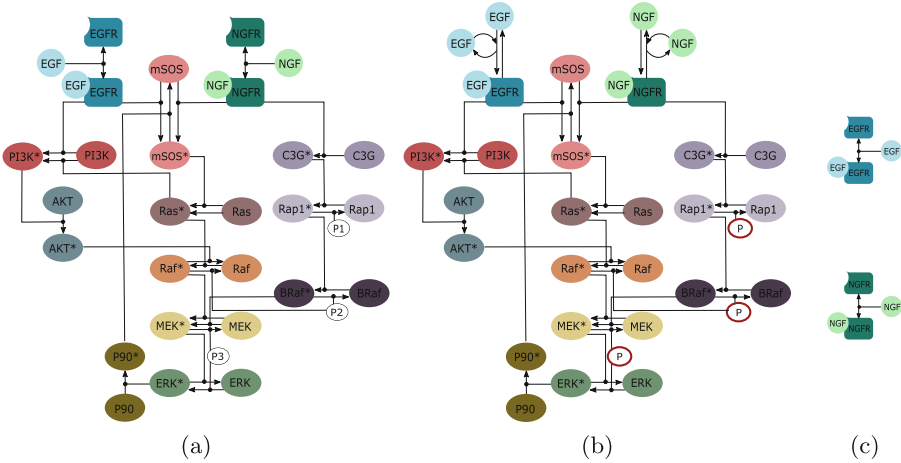 EGFR
NGFR
EGF
mSOS
NGF
EGF
EGFR
NGF
NGFR
PI3K*
PI3K
mSOS*
C3G*
C3G
AKT
Ras*
Ras
Rap1*
Rap1
P1
AKT*
Raf*
Raf
BRaf*
BRaf
P2
MEK*
MEK
P90*
P3
ERK*
ERK
P90
(a)
EGF
NGF
EGF
NGF
mSOS
EGFR
NGF
NGFR
PI3K*
PI3K
mSOS*
C3G*
C3G
AKT
Ras*
Ras
Rap1*
Rap1
P
AKT*
Raf*
Raf
BRaf*
BRaf
P
MEK*
MEK
P90*
P
ERK*
ERK
P90
(b)
EGFR
EGF
EGF
EGFR
NGFR
NGF
NGF
NGFR
(c)